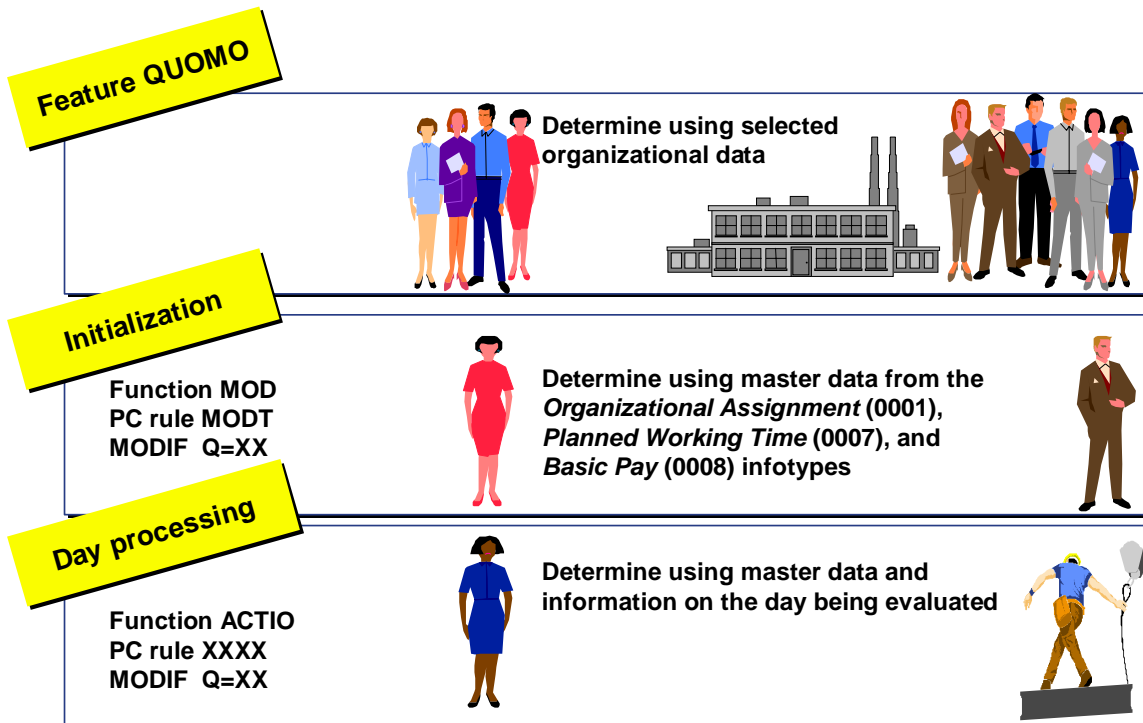 Feature QUOMO
Determine using selected
organizational data
Initialization
Function MOD
PC rule MODT
MODIF  Q=XX
Determine using master data from the
Organizational Assignment (0001),
Planned Working Time (0007), and
Basic Pay (0008) infotypes
Day processing
Function ACTIO
PC rule XXXX
MODIF  Q=XX
Determine using master data and
information on the day being evaluated